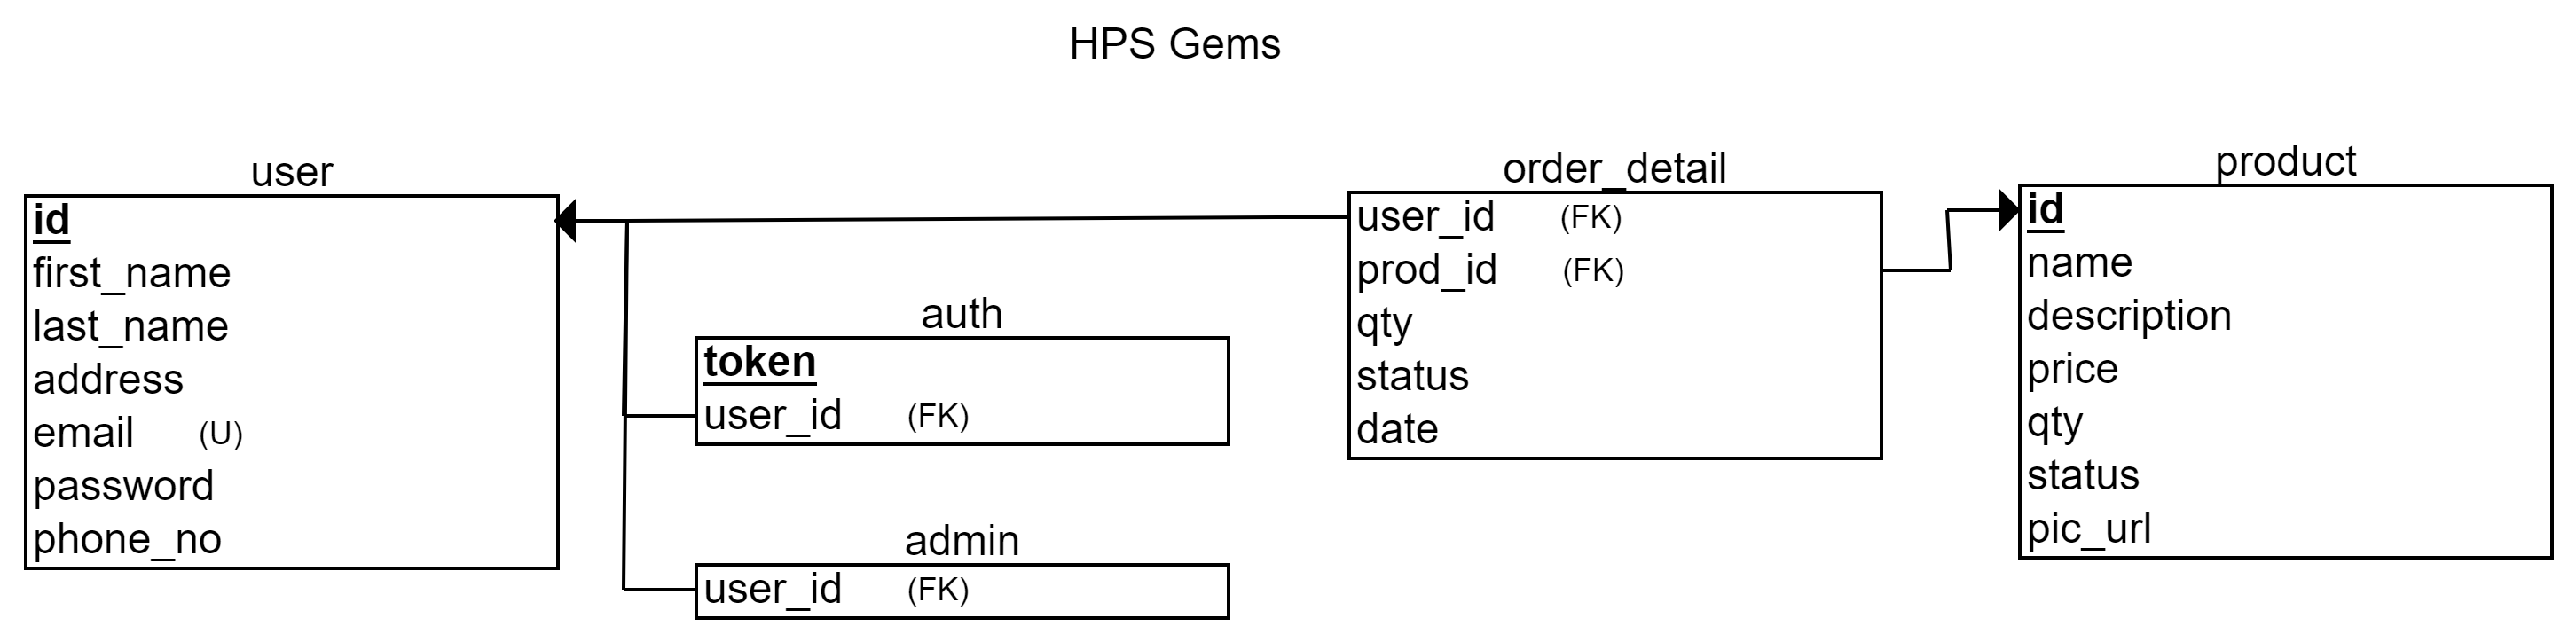 HPS Gems
user
id
first_name
last_name
address
email (U)
password
phone_no
auth
token
user_id (FK)
admin
user_id (FK)
order_detail
user_id (FK)
prod_id (FK)
qty
status
date
product
id
name
description
price
qty
status
pic_url